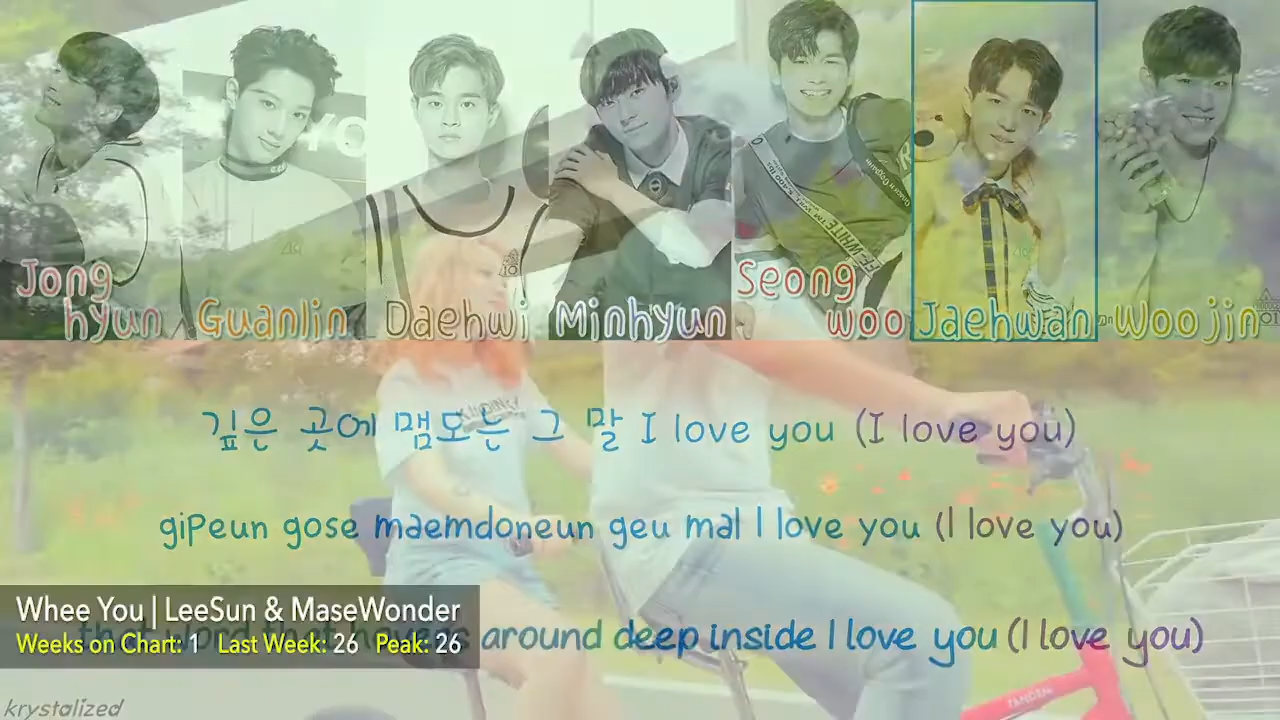 Jong
hyun
Guanlin
Daehwi
Minhyun
Seong
woo
Jaehwan
Woojin
깊은 곳에 맴도는 그 말 I love you (I love you)
gipeun gose maemdoneun geu mal I love you (I love you)
around deep inside I love you (I love you)
Whee You | LeeSun & MaseWonder
Weeks on Chart: 1 Last Week: 26 Peak: 26
TANGEN
krystalized